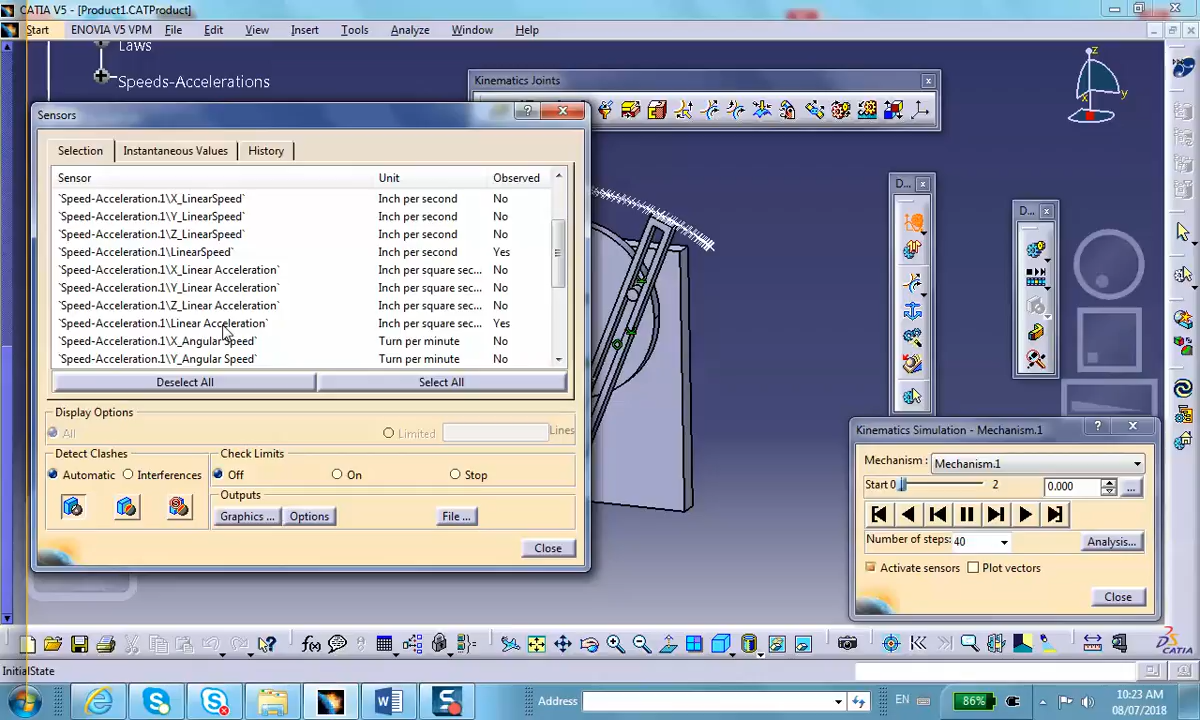 CATIA V5 - [Product1.CATProduct]
Start ENOVIA V5 VPM File Edit View Insert Tools Analyze Window Help
Laws
Speeds-Accelerations
Kinematics Joints
Sensors
Selection Instantaneous Values History
Sensor Unit Observed
`Speed-Acceleration.1\X_LinearSpeed` Inch per second No
`Speed-Acceleration.1\Y_LinearSpeed` Inch per second No
`Speed-Acceleration.1\Z_LinearSpeed` Inch per second No
`Speed-Acceleration.1\LinearSpeed` Inch per second Yes
`Speed-Acceleration.1\X_Linear Acceleration` Inch per square sec... No
`Speed-Acceleration.1\Y_Linear Acceleration` Inch per square sec... No
`Speed-Acceleration.1\Z_Linear Acceleration` Inch per square sec... No
`Speed-Acceleration.1\Linear Acceleration` Inch per square sec... Yes
`Speed-Acceleration.1\X_Angular Speed` Turn per minute No
`Speed-Acceleration.1\Y_Angular Speed` Turn per minute No
Deselect All Select All
Display Options
All Limited Lines
Detect Clashes Check Limits
Automatic Interferences Off On Stop
Outputs
Graphics ... Options File ...
Close
z
x y
D...
D...
Kinematics Simulation - Mechanism.1
Mechanism : Mechanism.1
Start 0 2 0.000 ...
Number of steps: 40 Analysis...
Activate sensors Plot vectors
Close
f(x)
CATIA
InitialState
Address EN 86% 10:23 AM
08/07/2018